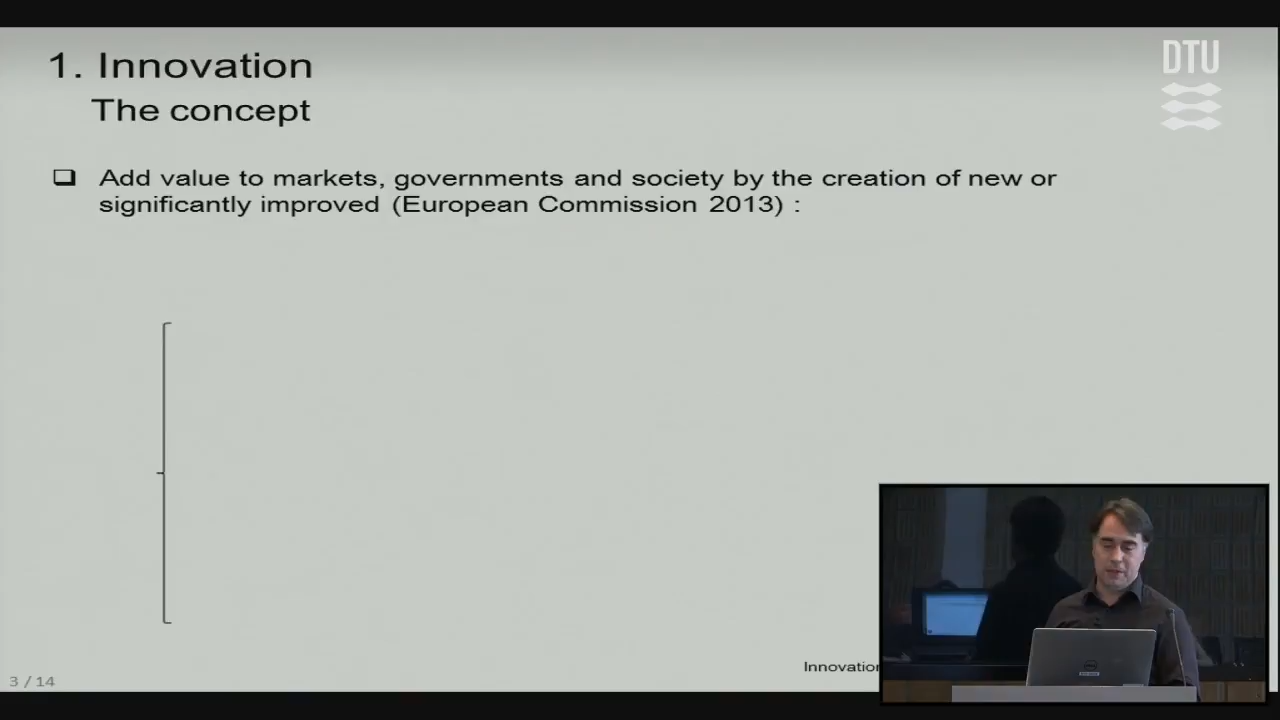 1. Innovation
The concept
DTU
❑ Add value to markets, governments and society by the creation of new or
significantly improved (European Commission 2013) :
Innovation
3 / 14